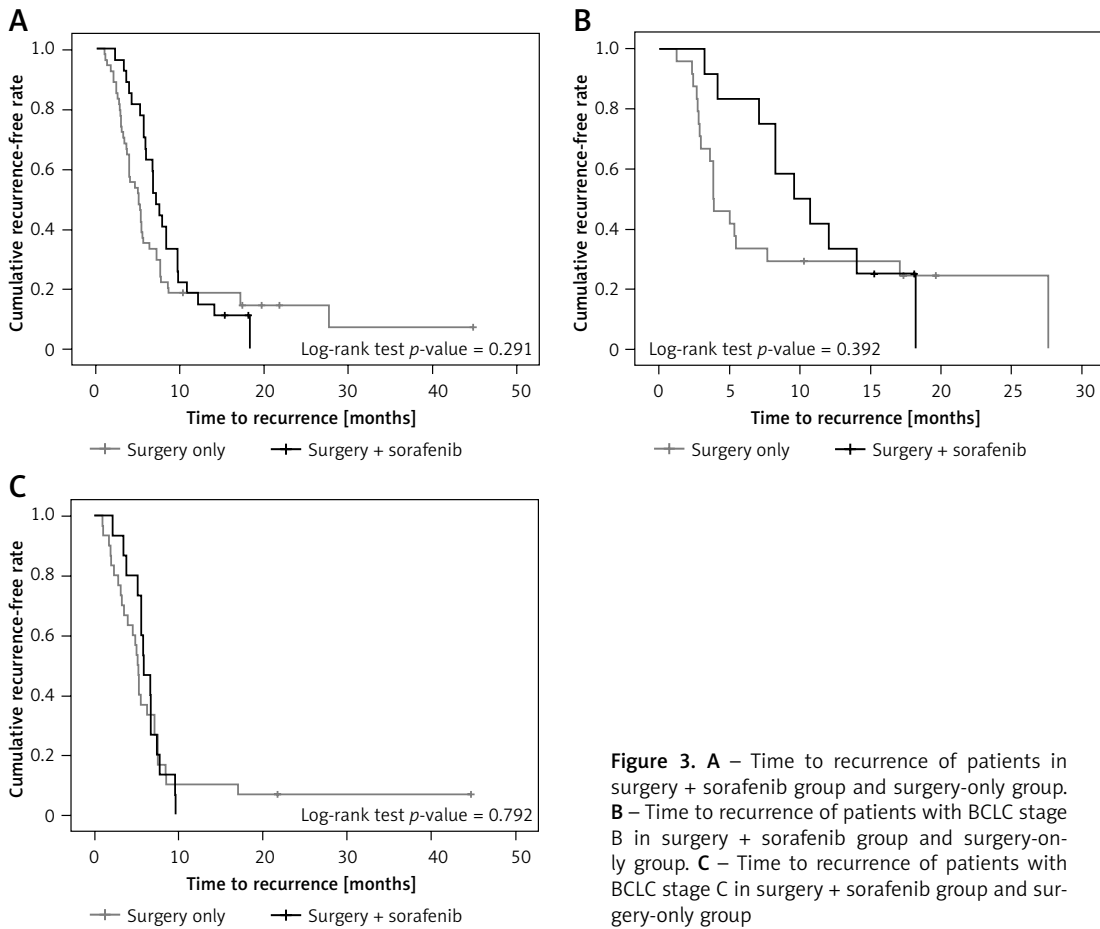 A
Cumulative recurrence-free rate
1.0
0.8
0.6
0.4
0.2
0
Log-rank test p-value = 0.291
0 10 20 30 40 50
Time to recurrence [months]
Surgery only Surgery + sorafenib
B
Cumulative recurrence-free rate
1.0
0.8
0.6
0.4
0.2
0
Log-rank test p-value = 0.392
0 5 10 15 20 25 30
Time to recurrence [months]
Surgery only Surgery + sorafenib
C
Cumulative recurrence-free rate
1.0
0.8
0.6
0.4
0.2
0
Log-rank test p-value = 0.792
0 10 20 30 40 50
Time to recurrence [months]
Surgery only Surgery + sorafenib
Figure 3. A – Time to recurrence of patients in
surgery + sorafenib group and surgery-only group.
B – Time to recurrence of patients with BCLC stage
B in surgery + sorafenib group and surgery-on-
ly group. C – Time to recurrence of patients with
BCLC stage C in surgery + sorafenib group and sur-
gery-only group